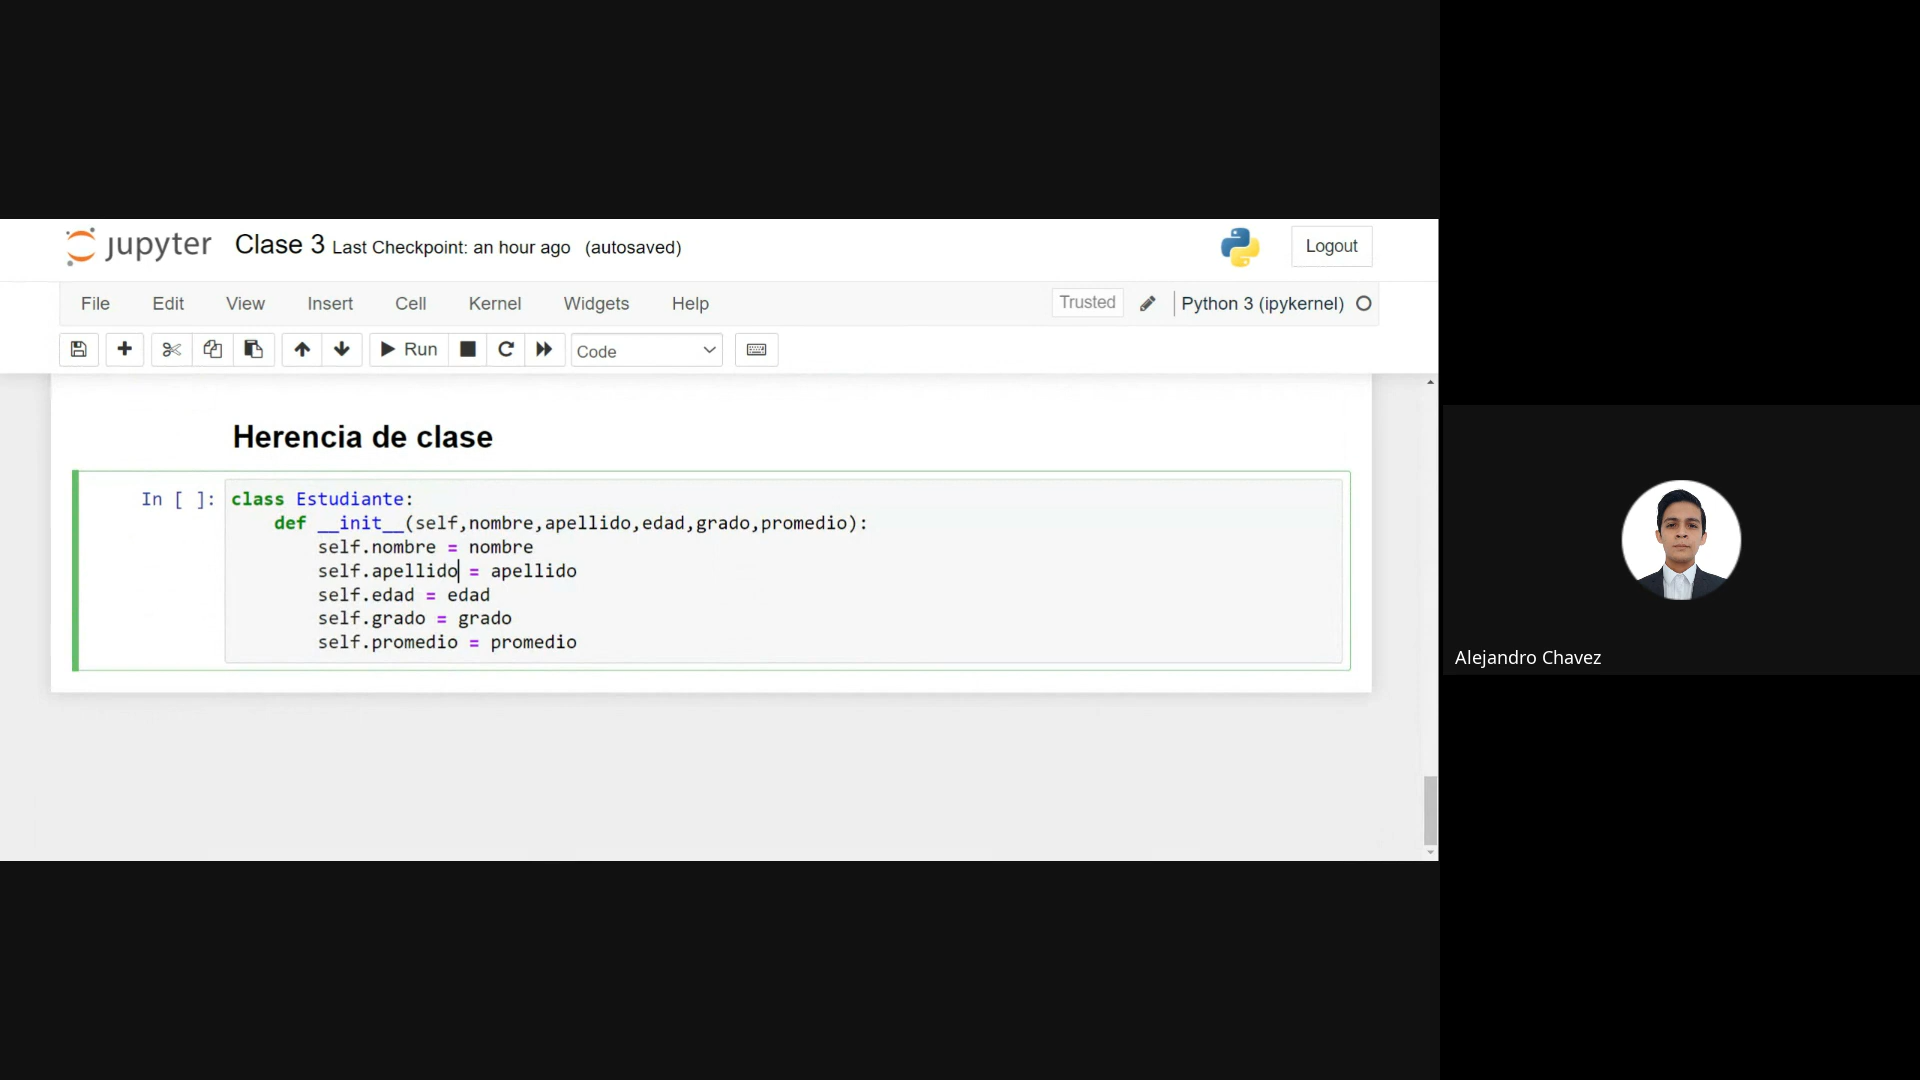 jupyter Clase 3 Last Checkpoint: an hour ago (autosaved) Logout
File Edit View Insert Cell Kernel Widgets Help Trusted Python 3 (ipykernel)
Run Code
Herencia de clase
In [ ]: class Estudiante:
def __init__(self,nombre,apellido,edad,grado,promedio):
self.nombre = nombre
self.apellido = apellido
self.edad = edad
self.grado = grado
self.promedio = promedio
Alejandro Chavez